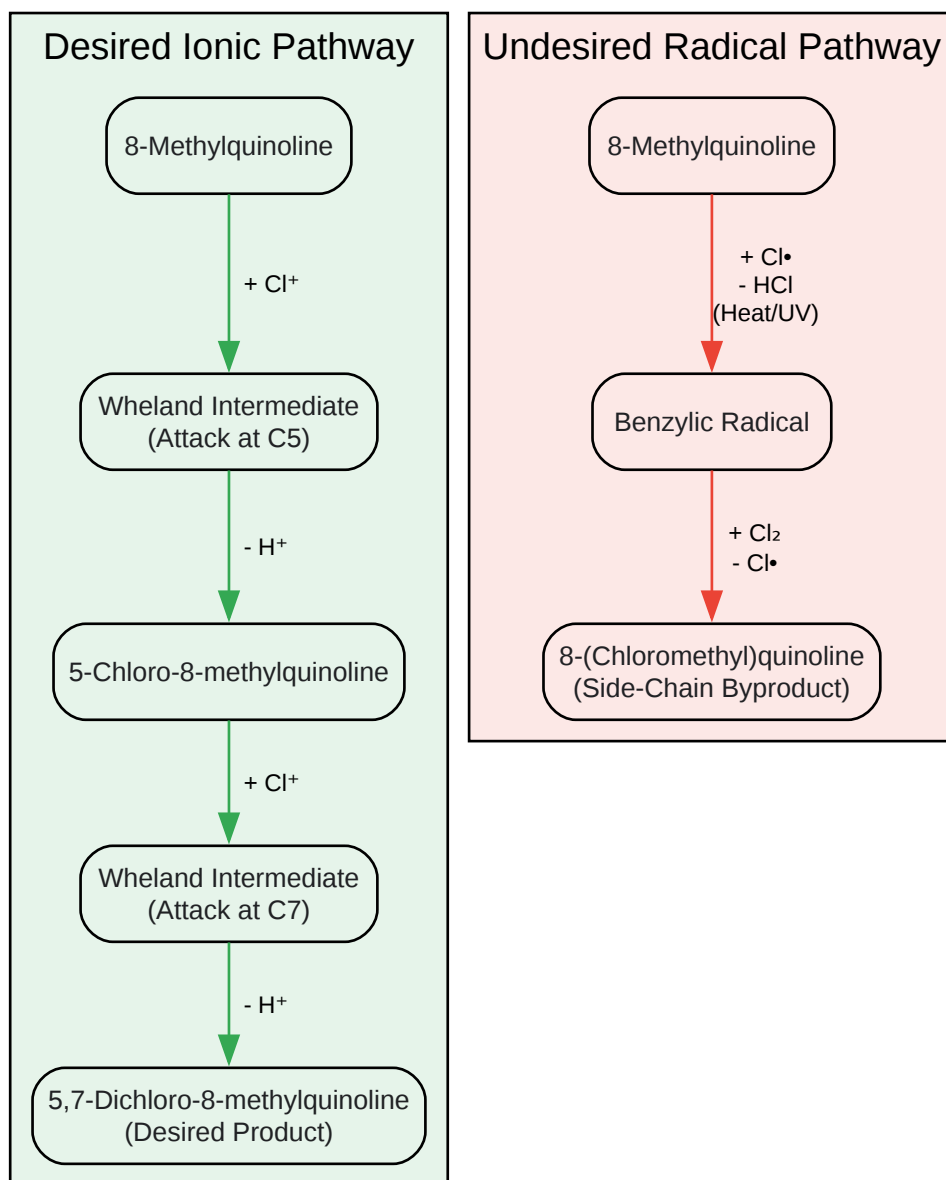 Desired Ionic Pathway
8-Methylquinoline
+ Cl⁺
Wheland Intermediate
(Attack at C5)
- H⁺
5-Chloro-8-methylquinoline
+ Cl⁺
Wheland Intermediate
(Attack at C7)
- H⁺
5,7-Dichloro-8-methylquinoline
(Desired Product)
Undesired Radical Pathway
8-Methylquinoline
+ Cl•
- HCl
(Heat/UV)
Benzylic Radical
+ Cl₂
- Cl•
8-(Chloromethyl)quinoline
(Side-Chain Byproduct)